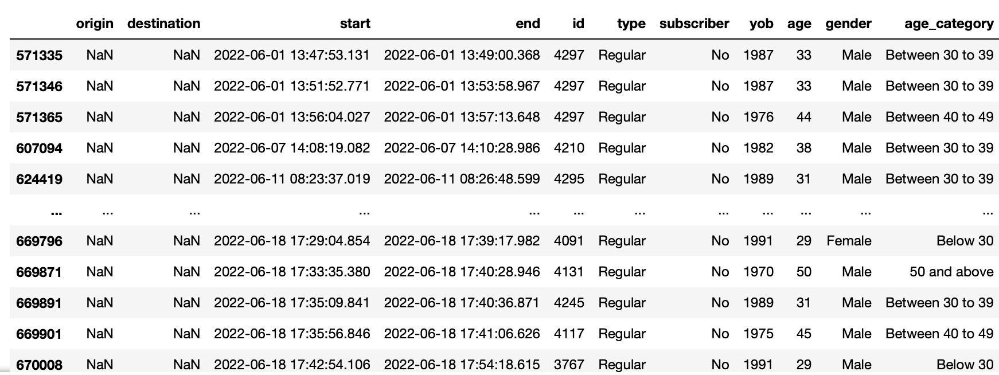 origin destination start end id type subscriber yob age gender age_category
571335 NaN NaN 2022-06-01 13:47:53.131 2022-06-01 13:49:00.368 4297 Regular No 1987 33 Male Between 30 to 39
571346 NaN NaN 2022-06-01 13:51:52.771 2022-06-01 13:53:58.967 4297 Regular No 1987 33 Male Between 30 to 39
571365 NaN NaN 2022-06-01 13:56:04.027 2022-06-01 13:57:13.648 4297 Regular No 1976 44 Male Between 40 to 49
607094 NaN NaN 2022-06-07 14:08:19.082 2022-06-07 14:10:28.986 4210 Regular No 1982 38 Male Between 30 to 39
624419 NaN NaN 2022-06-11 08:23:37.019 2022-06-11 08:26:48.599 4295 Regular No 1989 31 Male Between 30 to 39
... ... ... ... ... ... ... ... ... ... ... ...
669796 NaN NaN 2022-06-18 17:29:04.854 2022-06-18 17:39:17.982 4091 Regular No 1991 29 Female Below 30
669871 NaN NaN 2022-06-18 17:33:35.380 2022-06-18 17:40:28.946 4131 Regular No 1970 50 Male 50 and above
669891 NaN NaN 2022-06-18 17:35:09.841 2022-06-18 17:40:36.871 4245 Regular No 1989 31 Male Between 30 to 39
669901 NaN NaN 2022-06-18 17:35:56.846 2022-06-18 17:41:06.626 4117 Regular No 1975 45 Male Between 40 to 49
670008 NaN NaN 2022-06-18 17:42:54.106 2022-06-18 17:54:18.615 3767 Regular No 1991 29 Male Below 30